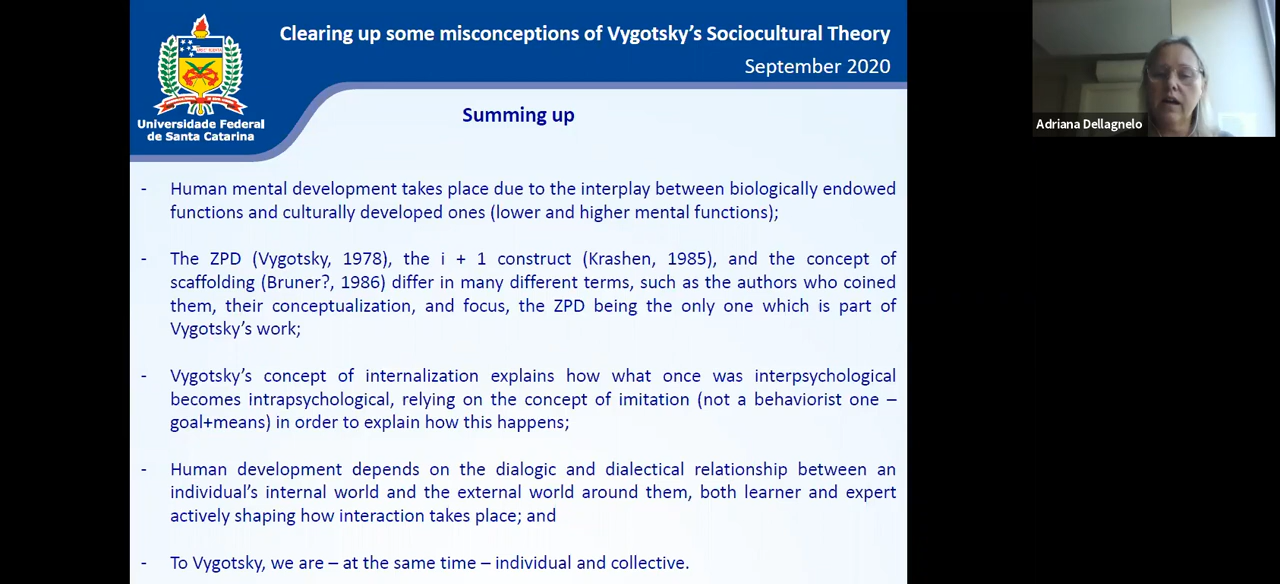 Clearing up some misconceptions of Vygotsky's Sociocultural Theory
September 2020
Universidade Federal
de Santa Catarina
Summing up
- Human mental development takes place due to the interplay between biologically endowed
functions and culturally developed ones (lower and higher mental functions);
- The ZPD (Vygotsky, 1978), the i + 1 construct (Krashen, 1985), and the concept of
scaffolding (Bruner?, 1986) differ in many different terms, such as the authors who coined
them, their conceptualization, and focus, the ZPD being the only one which is part of
Vygotsky's work;
- Vygotsky's concept of internalization explains how what once was interpsychological
becomes intrapsychological, relying on the concept of imitation (not a behaviorist one –
goal+means) in order to explain how this happens;
- Human development depends on the dialogic and dialectical relationship between an
individual's internal world and the external world around them, both learner and expert
actively shaping how interaction takes place; and
- To Vygotsky, we are – at the same time – individual and collective.
Adriana Dellagnelo